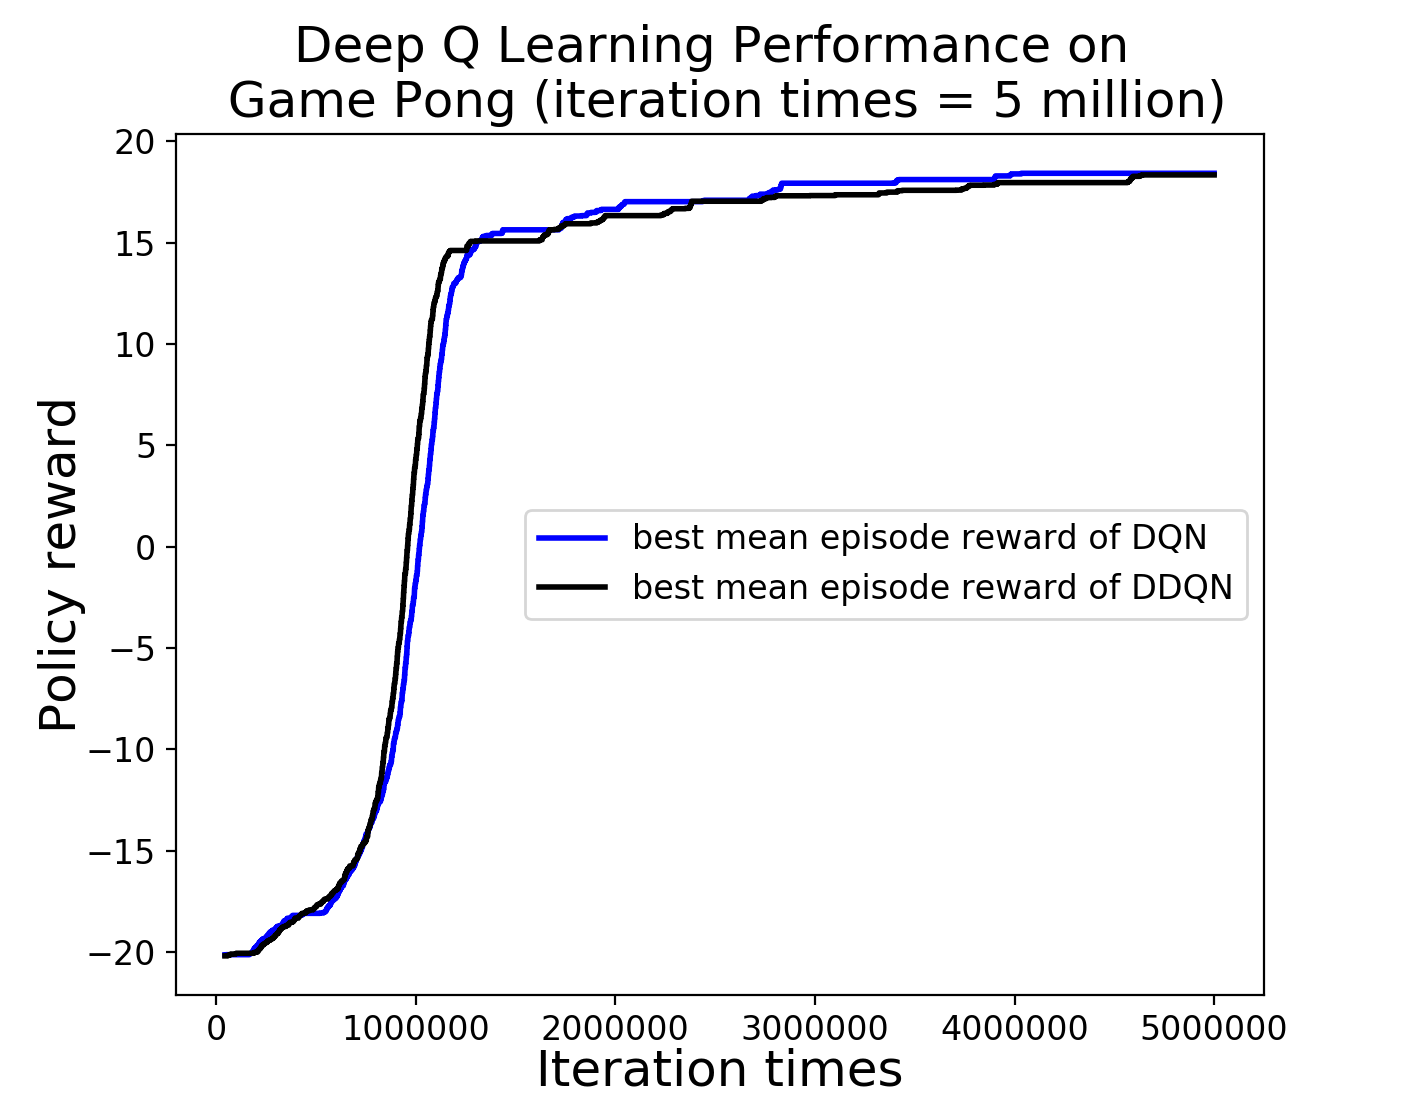 Deep Q Learning Performance on
Game Pong (iteration times = 5 million)
20
15
10
5
0
−5
−10
−15
−20
Policy reward
best mean episode reward of DQN
best mean episode reward of DDQN
0 1000000 2000000 3000000 4000000 5000000
Iteration times